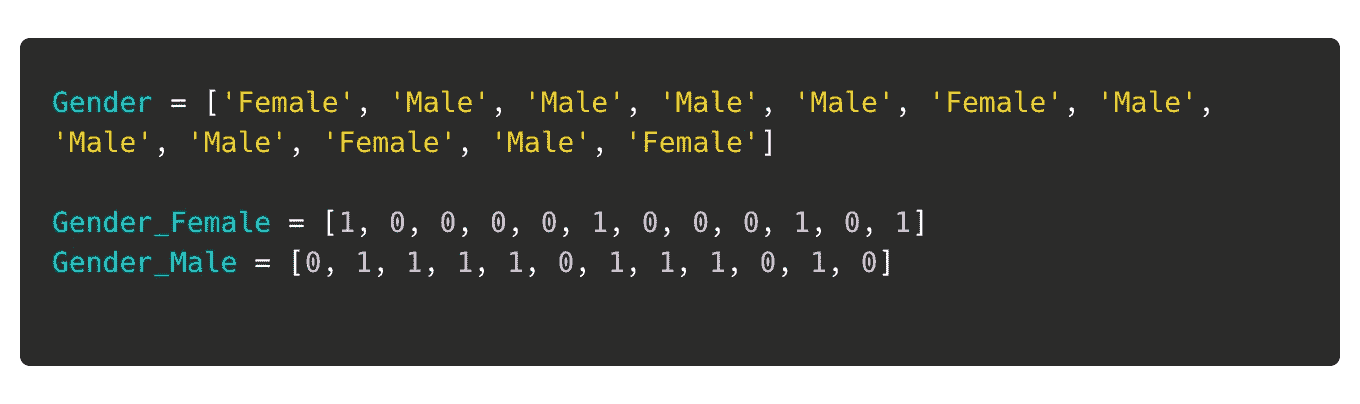 Gender = ['Female', 'Male', 'Male', 'Male', 'Male', 'Female', 'Male',
'Male', 'Male', 'Female', 'Male', 'Female']
Gender_Female = [1, 0, 0, 0, 0, 1, 0, 0, 0, 1, 0, 1]
Gender_Male = [0, 1, 1, 1, 1, 0, 1, 1, 1, 0, 1, 0]